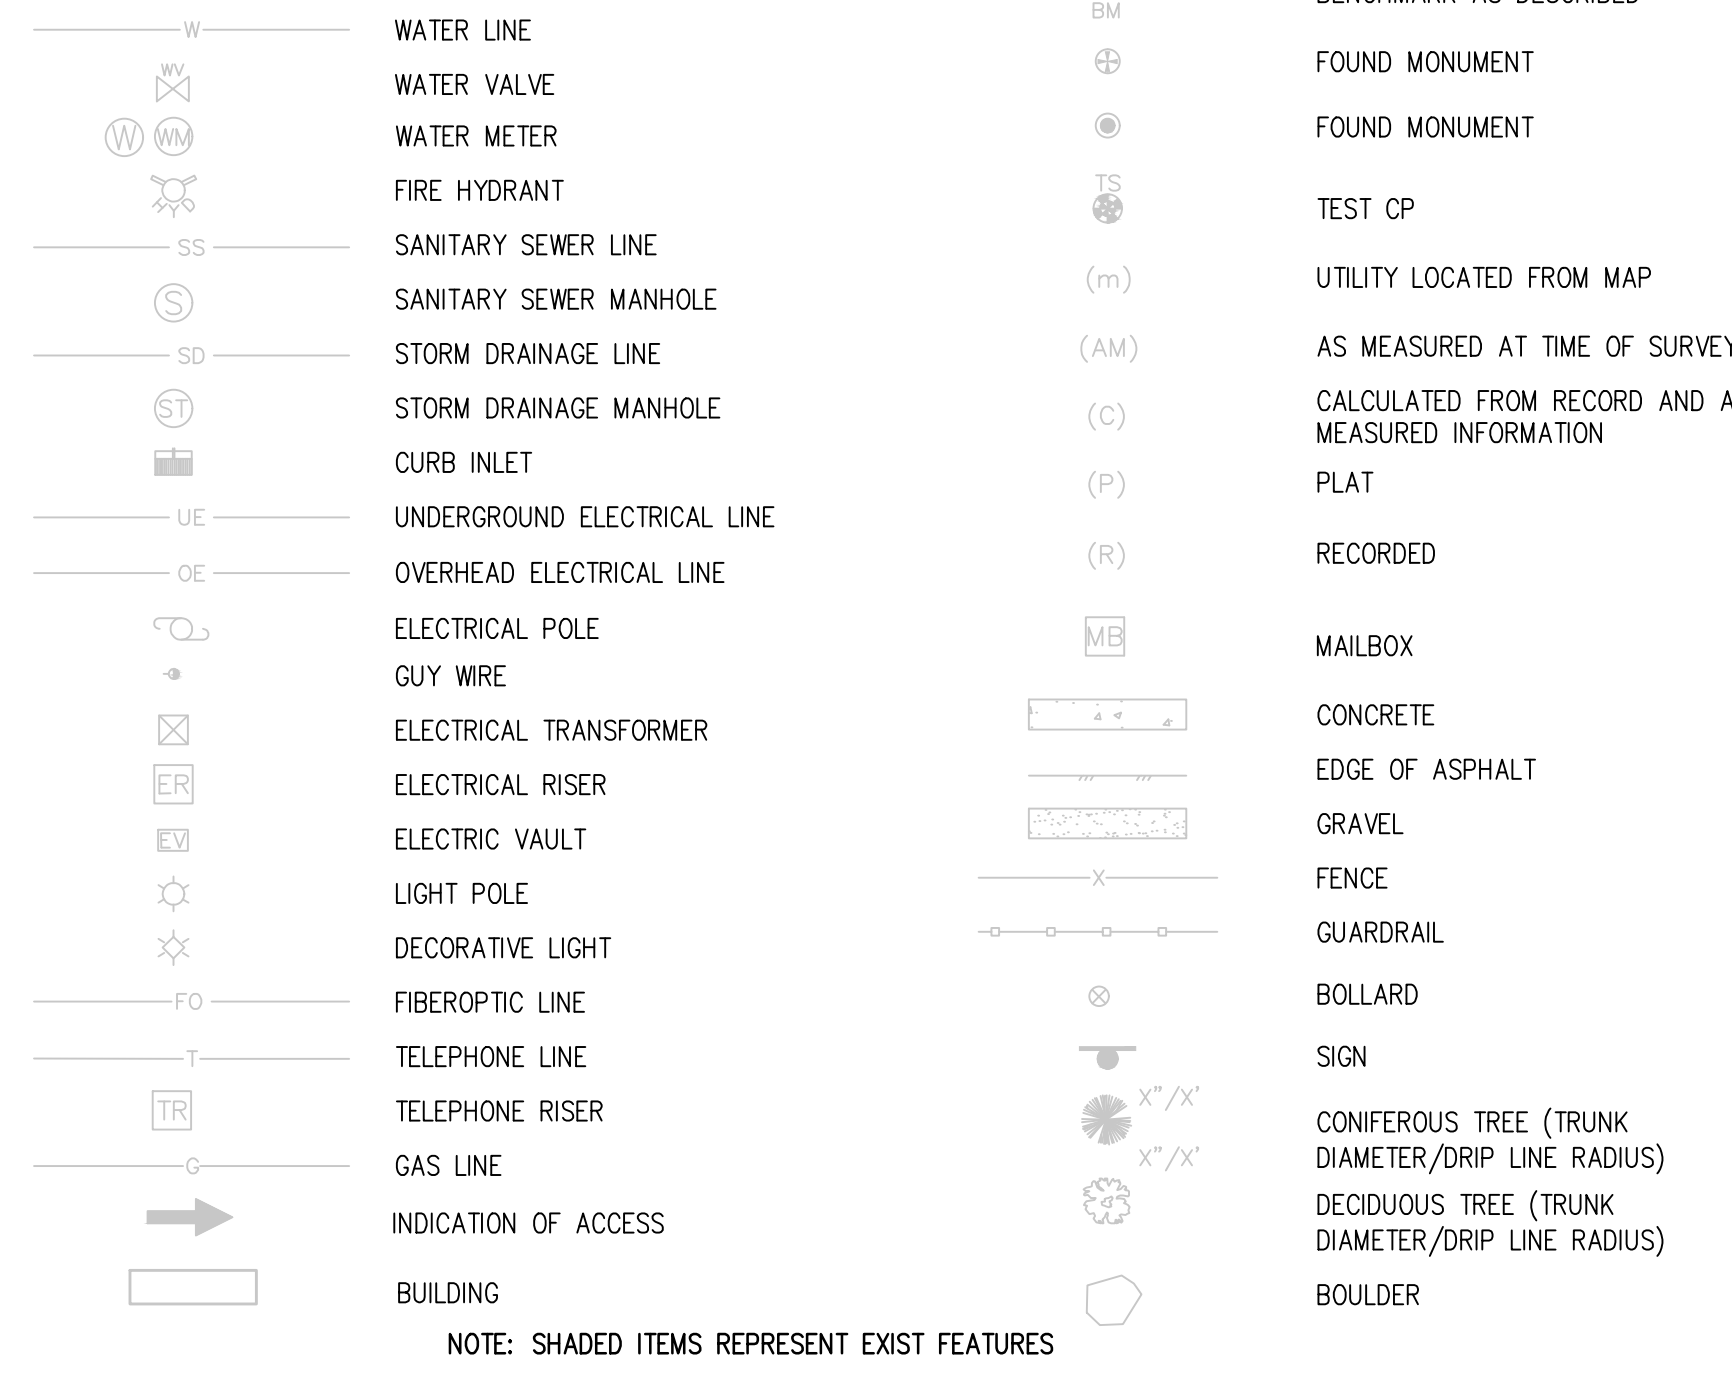 W WATER LINE
WV
WATER VALVE
W WM WATER METER
FIRE HYDRANT
HYD
SS SANITARY SEWER LINE
S SANITARY SEWER MANHOLE
SD STORM DRAINAGE LINE
ST STORM DRAINAGE MANHOLE
CURB INLET
UE UNDERGROUND ELECTRICAL LINE
OE OVERHEAD ELECTRICAL LINE
ELECTRICAL POLE
GUY WIRE
ELECTRICAL TRANSFORMER
ER ELECTRICAL RISER
EV ELECTRIC VAULT
LIGHT POLE
DECORATIVE LIGHT
FO FIBEROPTIC LINE
T TELEPHONE LINE
TR TELEPHONE RISER
G GAS LINE
INDICATION OF ACCESS
BUILDING
BENCHMARK AS DESCRIBED
BM
FOUND MONUMENT
FOUND MONUMENT
TS
TEST CP
(m) UTILITY LOCATED FROM MAP
(AM) AS MEASURED AT TIME OF SURVEY
(C) CALCULATED FROM RECORD AND A
MEASURED INFORMATION
(P) PLAT
(R) RECORDED
MB MAILBOX
CONCRETE
EDGE OF ASPHALT
GRAVEL
X FENCE
GUARDRAIL
BOLLARD
SIGN
X"/X'
CONIFEROUS TREE (TRUNK
DIAMETER/DRIP LINE RADIUS)
X"/X'
DECIDUOUS TREE (TRUNK
DIAMETER/DRIP LINE RADIUS)
BOULDER
NOTE: SHADED ITEMS REPRESENT EXIST FEATURES